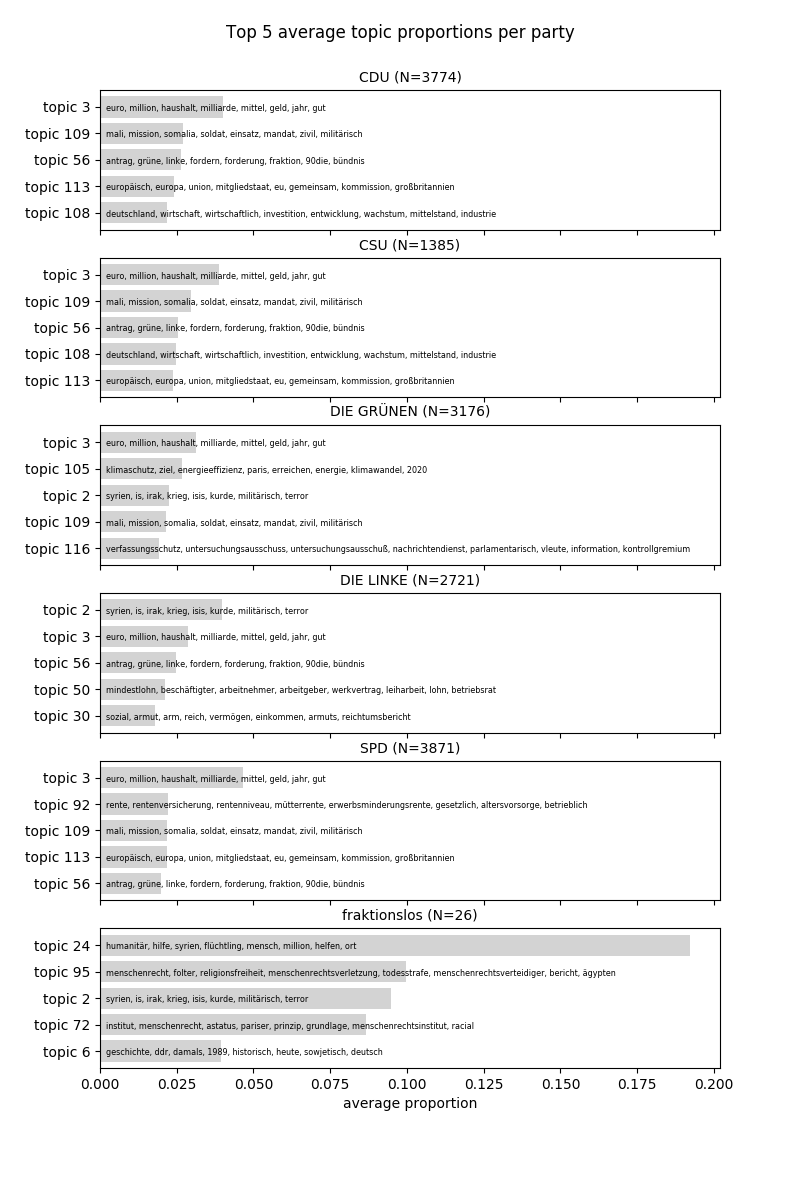 Top 5 average topic proportions per party
CDU (N=3774)
topic 3 euro, million, haushalt, milliarde, mittel, geld, jahr, gut
topic 109 mali, mission, somalia, soldat, einsatz, mandat, zivil, militärisch
topic 56 antrag, grüne, linke, fordern, forderung, fraktion, 90die, bündnis
topic 113 europäisch, europa, union, mitgliedstaat, eu, gemeinsam, kommission, großbritannien
topic 108 deutschland, wirtschaft, wirtschaftlich, investition, entwicklung, wachstum, mittelstand, industrie
CSU (N=1385)
topic 3 euro, million, haushalt, milliarde, mittel, geld, jahr, gut
topic 109 mali, mission, somalia, soldat, einsatz, mandat, zivil, militärisch
topic 56 antrag, grüne, linke, fordern, forderung, fraktion, 90die, bündnis
topic 108 deutschland, wirtschaft, wirtschaftlich, investition, entwicklung, wachstum, mittelstand, industrie
topic 113 europäisch, europa, union, mitgliedstaat, eu, gemeinsam, kommission, großbritannien
DIE GRÜNEN (N=3176)
topic 3 euro, million, haushalt, milliarde, mittel, geld, jahr, gut
topic 105 klimaschutz, ziel, energieeffizienz, paris, erreichen, energie, klimawandel, 2020
topic 2 syrien, is, irak, krieg, isis, kurde, militärisch, terror
topic 109 mali, mission, somalia, soldat, einsatz, mandat, zivil, militärisch
topic 116 verfassungsschutz, untersuchungsausschuss, untersuchungsausschuß, nachrichtendienst, parlamentarisch, vleute, information, kontrollgremium
DIE LINKE (N=2721)
topic 2 syrien, is, irak, krieg, isis, kurde, militärisch, terror
topic 3 euro, million, haushalt, milliarde, mittel, geld, jahr, gut
topic 56 antrag, grüne, linke, fordern, forderung, fraktion, 90die, bündnis
topic 50 mindestlohn, beschäftigter, arbeitnehmer, arbeitgeber, werkvertrag, leiharbeit, lohn, betriebsrat
topic 30 sozial, armut, arm, reich, vermögen, einkommen, armuts, reichtumsbericht
SPD (N=3871)
topic 3 euro, million, haushalt, milliarde, mittel, geld, jahr, gut
topic 92 rente, rentenversicherung, rentenniveau, mütterrente, erwerbsminderungsrente, gesetzlich, altersvorsorge, betrieblich
topic 109 mali, mission, somalia, soldat, einsatz, mandat, zivil, militärisch
topic 113 europäisch, europa, union, mitgliedstaat, eu, gemeinsam, kommission, großbritannien
topic 56 antrag, grüne, linke, fordern, forderung, fraktion, 90die, bündnis
fraktionslos (N=26)
topic 24 humanitär, hilfe, syrien, flüchtling, mensch, million, helfen, ort
topic 95 menschenrecht, folter, religionsfreiheit, menschenrechtsverletzung, todesstrafe, menschenrechtsverteidiger, bericht, ägypten
topic 2 syrien, is, irak, krieg, isis, kurde, militärisch, terror
topic 72 institut, menschenrecht, astatus, pariser, prinzip, grundlage, menschenrechtsinstitut, racial
topic 6 geschichte, ddr, damals, 1989, historisch, heute, sowjetisch, deutsch
0.000 0.025 0.050 0.075 0.100 0.125 0.150 0.175 0.200
average proportion